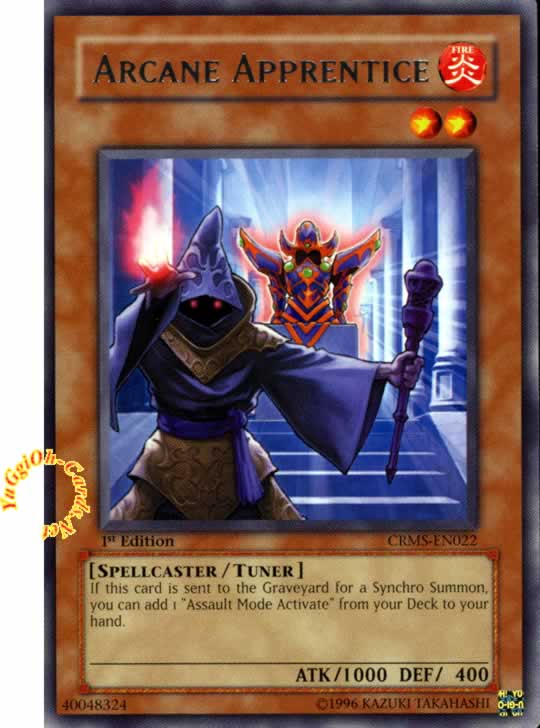 ARCANE APPRENTICE
FIRE
炎
YuGgiOh-Cards.Net
1st Edition
CRMS-EN022
[SPELLCASTER / TUNER]
If this card is sent to the Graveyard for a Synchro Summon,
you can add 1 "Assault Mode Activate" from your Deck to your
hand.
ATK/1000 DEF/ 400
40048324
©1996 KAZUKI TAKAHASHI